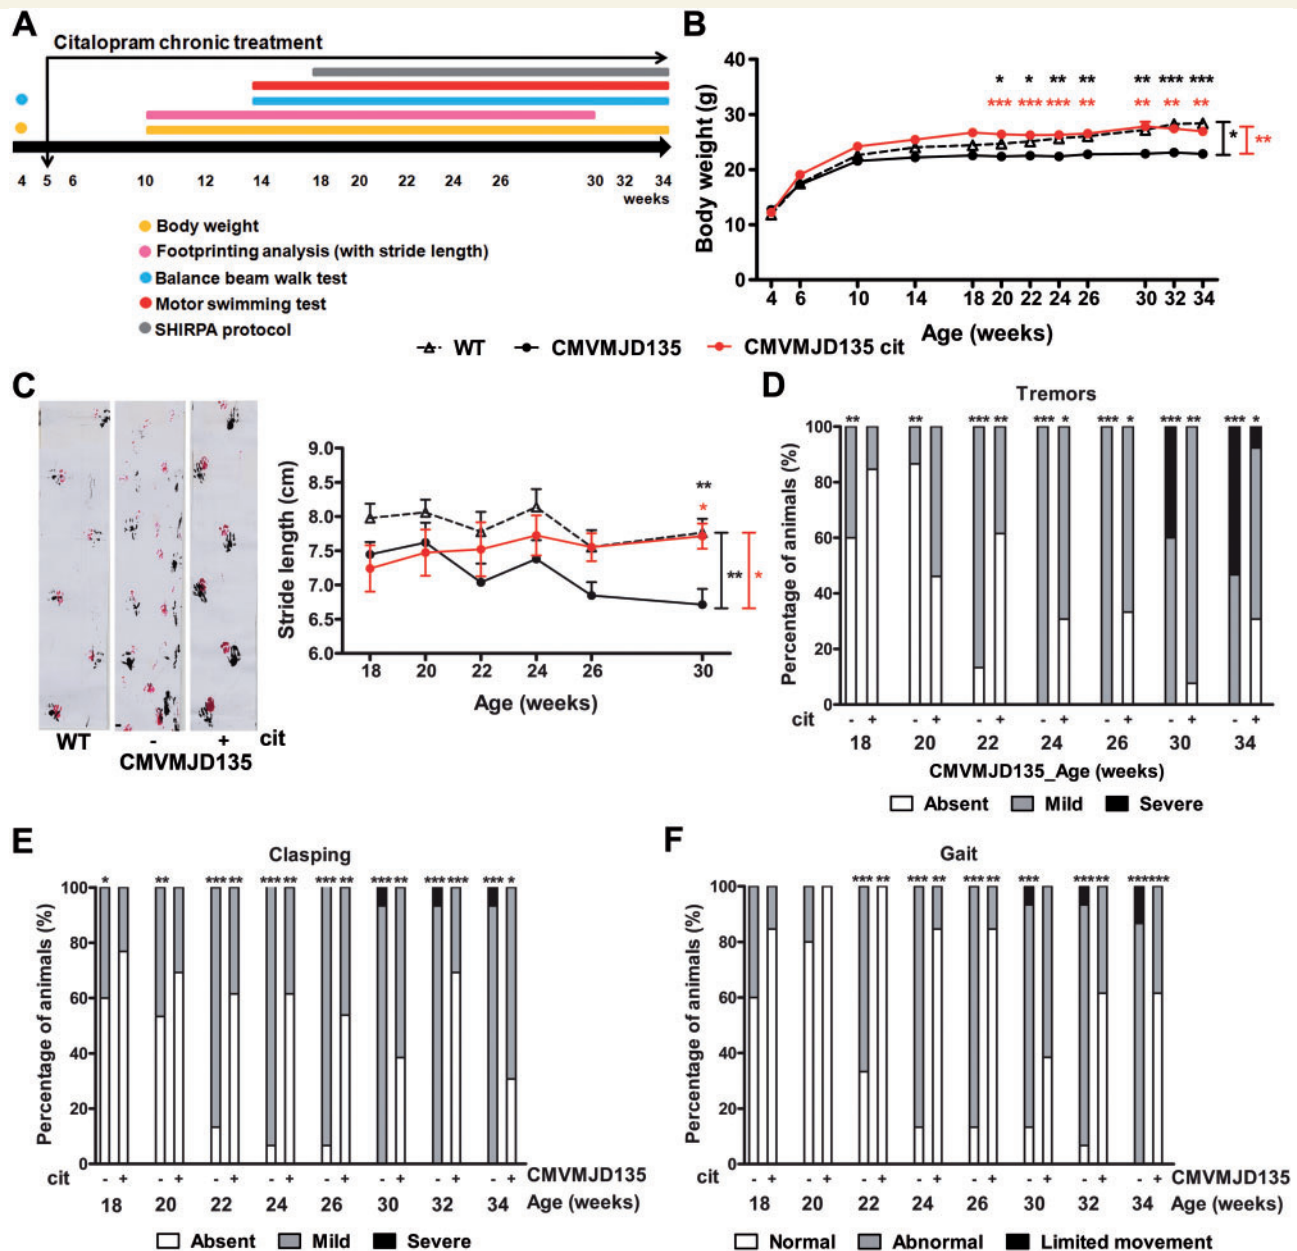 A
Citalopram chronic treatment
4 5 6 10 12 14 18 20 22 24 26 30 32 34
weeks
Body weight
Footprinting analysis (with stride length)
Balance beam walk test
Motor swimming test
SHIRPA protocol
B
Body weight (g)
40
30
20
10
0
* * ** ** ** *** ***
*** *** *** ** ** ** **
* **
4 6 10 14 18 20 22 24 26 30 32 34
Age (weeks)
WT CMVMJD135 CMVMJD135 cit
C
WT - + cit
CMVMJD135
Stride length (cm)
9.0
8.5
8.0
7.5
7.0
6.5
6.0
**
*
** *
18 20 22 24 26 30
Age (weeks)
D
Tremors
** ** *** ** *** * *** * *** ** *** *
Percentage of animals (%)
100
80
60
40
20
0
cit - + - + - + - + - + - + - +
18 20 22 24 26 30 34
CMVMJD135_Age (weeks)
Absent Mild Severe
E
Clasping
* ** *** ** *** ** *** ** *** ** *** *** *** *
Percentage of animals (%)
100
80
60
40
20
0
cit - + - + - + - + - + - + - + - + CMVMJD135
18 20 22 24 26 30 32 34 Age (weeks)
Absent Mild Severe
F
Gait
*** ** *** ** *** ** *** *** ** *** ***
Percentage of animals (%)
100
80
60
40
20
0
cit - + - + - + - + - + - + - + - + CMVMJD135
18 20 22 24 26 30 32 34 Age (weeks)
Normal Abnormal Limited movement